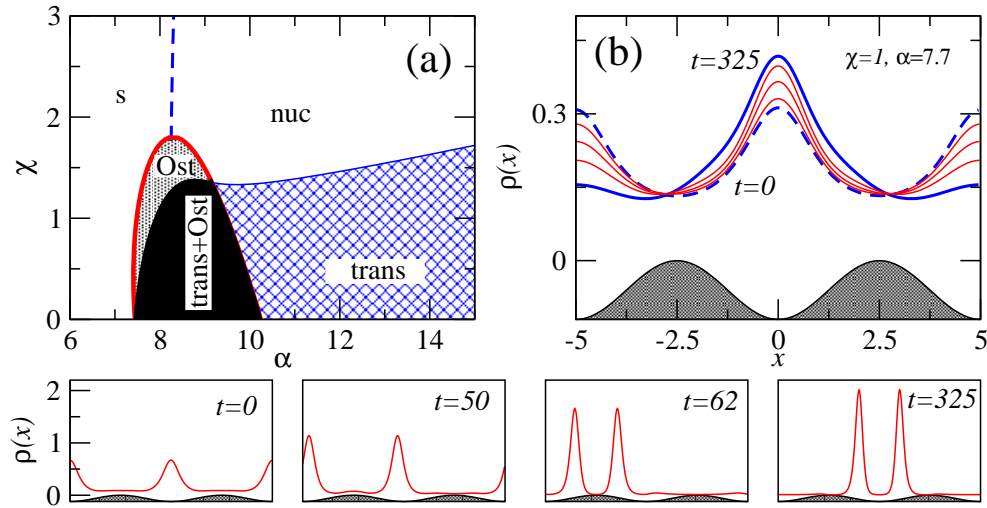 3
2
1
0
χ
(a)
s
nuc
Ost
trans+Ost
trans
6
8
10
12
14
α
(b)
t=325
χ=1, α=7.7
0.3
0
ρ(x)
t=0
-5
-2.5
0
2.5
5
x
2
1
0
ρ(x)
t=0
t=50
t=62
t=325